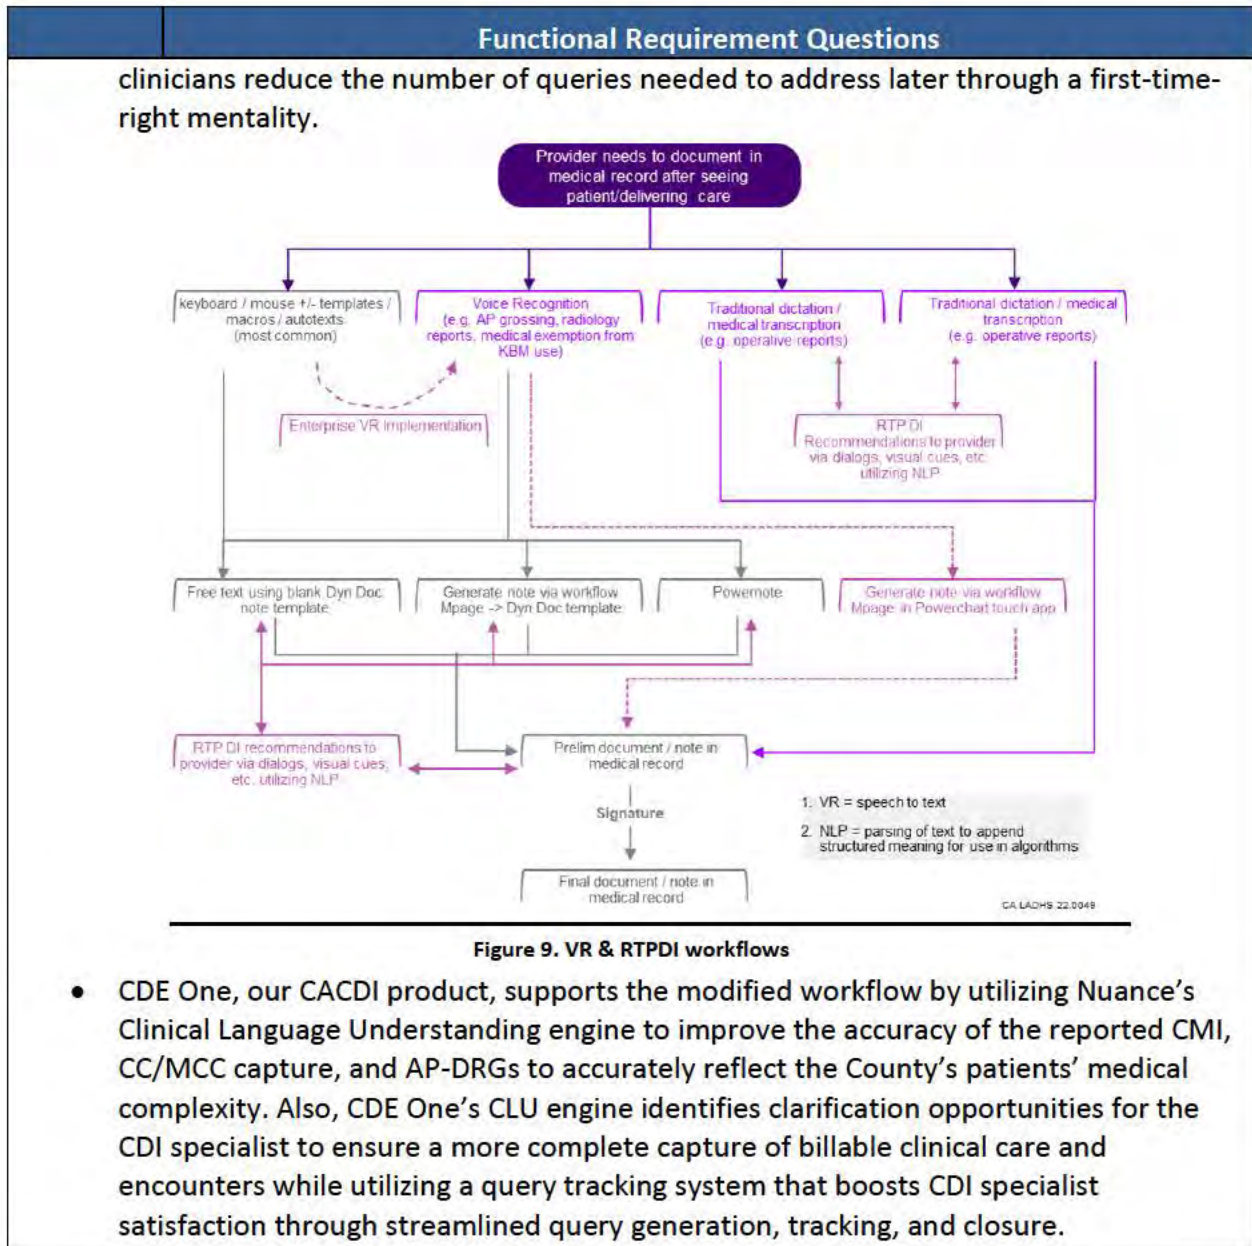 Functional Requirement Questions
clinicians reduce the number of queries needed to address later through a first-time-
right mentality.
Provider needs to document in
medical record after seeing
patient/delivering care
keyboard / mouse +/- templates /
macros / autotexts
(most common)
Voice Recognition
(e.g. AP grossing, radiology
reports, medical exemption from
KBM use)
Traditional dictation /
medical transcription
(e.g. operative reports)
Traditional dictation / medical
transcription
(e.g. operative reports)
Enterprise VR Implementation
RTP DI
Recommendations to provider
via dialogs, visual cues, etc.
utilizing NLP
Free text using blank Dyn Doc
note template
Generate note via workflow
Mpage -> Dyn Doc template
Powernote
Generate note via workflow
Mpage in Powerchart touch app
RTP DI recommendations to
provider via dialogs, visual cues,
etc. utilizing NLP
Prelim document / note in
medical record
Signature
1. VR = speech to text
2. NLP = parsing of text to append
structured meaning for use in algorithms
Final document / note in
medical record
CA LADHS 22.0049
Figure 9. VR & RTPDI workflows
• CDE One, our CACDI product, supports the modified workflow by utilizing Nuance’s
Clinical Language Understanding engine to improve the accuracy of the reported CMI,
CC/MCC capture, and AP-DRGs to accurately reflect the County’s patients’ medical
complexity. Also, CDE One’s CLU engine identifies clarification opportunities for the
CDI specialist to ensure a more complete capture of billable clinical care and
encounters while utilizing a query tracking system that boosts CDI specialist
satisfaction through streamlined query generation, tracking, and closure.